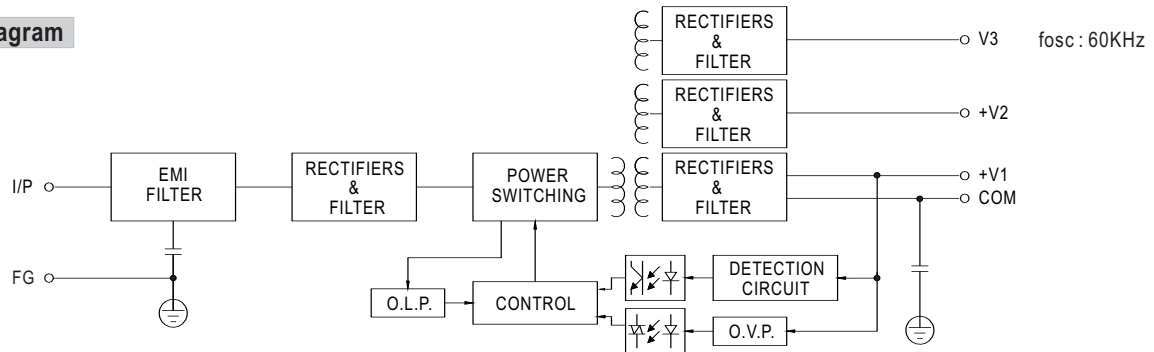 agram
RECTIFIERS
&
FILTER
V3
fosc : 60KHz
RECTIFIERS
&
FILTER
+V2
I/P
EMI
FILTER
RECTIFIERS
&
FILTER
POWER
SWITCHING
RECTIFIERS
&
FILTER
+V1
COM
FG
O.L.P.
CONTROL
DETECTION
CIRCUIT
O.V.P.